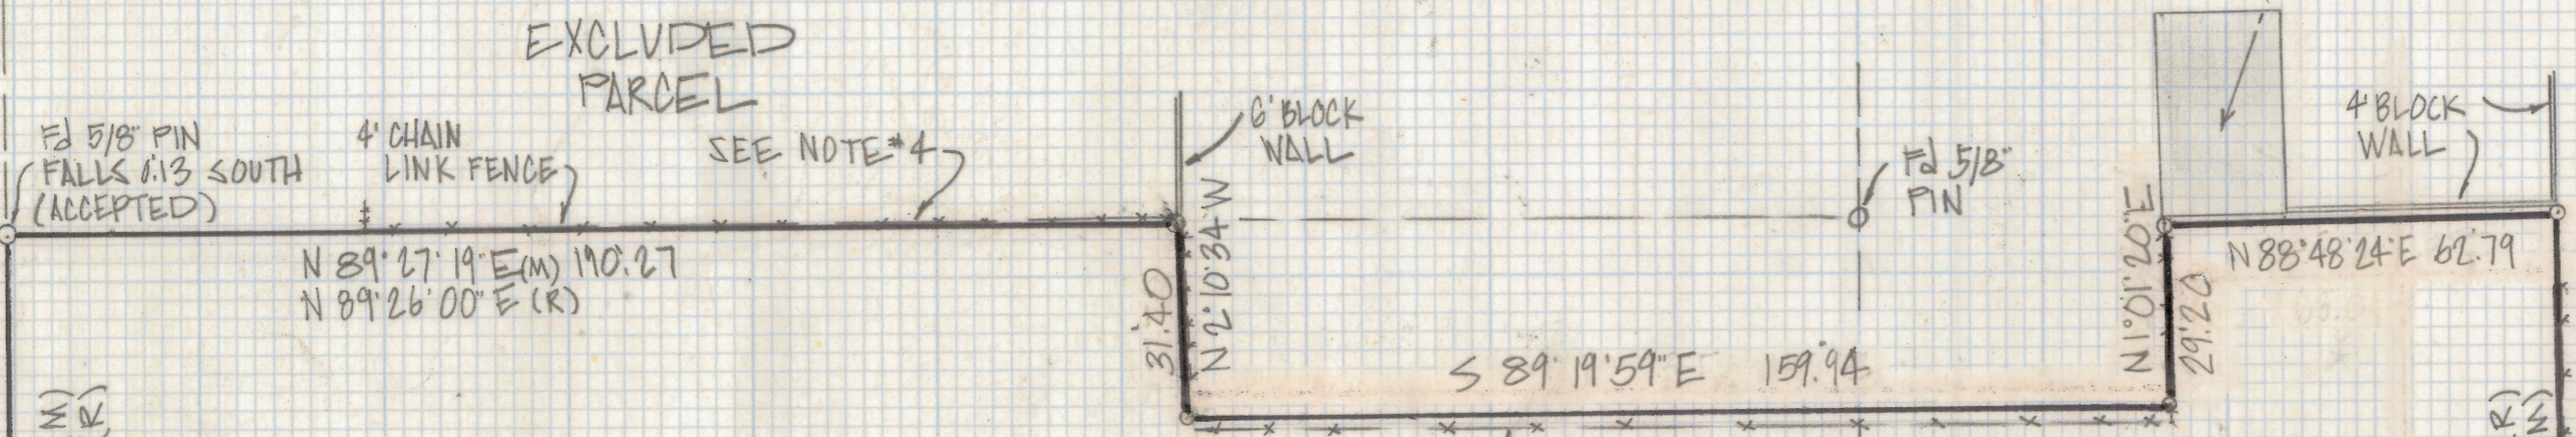 EXCLUDED
PARCEL
Fd 5/8" PIN
FALLS 0.'13 SOUTH
(ACCEPTED)
4' CHAIN
LINK FENCE
SEE NOTE #4
6' BLOCK
WALL
Fd 5/8"
PIN
4' BLOCK
WALL
N 89° 27' 19" E (M) 190.'27
N 89° 26' 00" E (R)
31.'40
N 2° 10' 34" W
S 89° 19' 59" E 159.'94
N 1° 01' 20" E
29.'20
N 88° 48' 24" E 62.'79
M)
R)
R)
M)